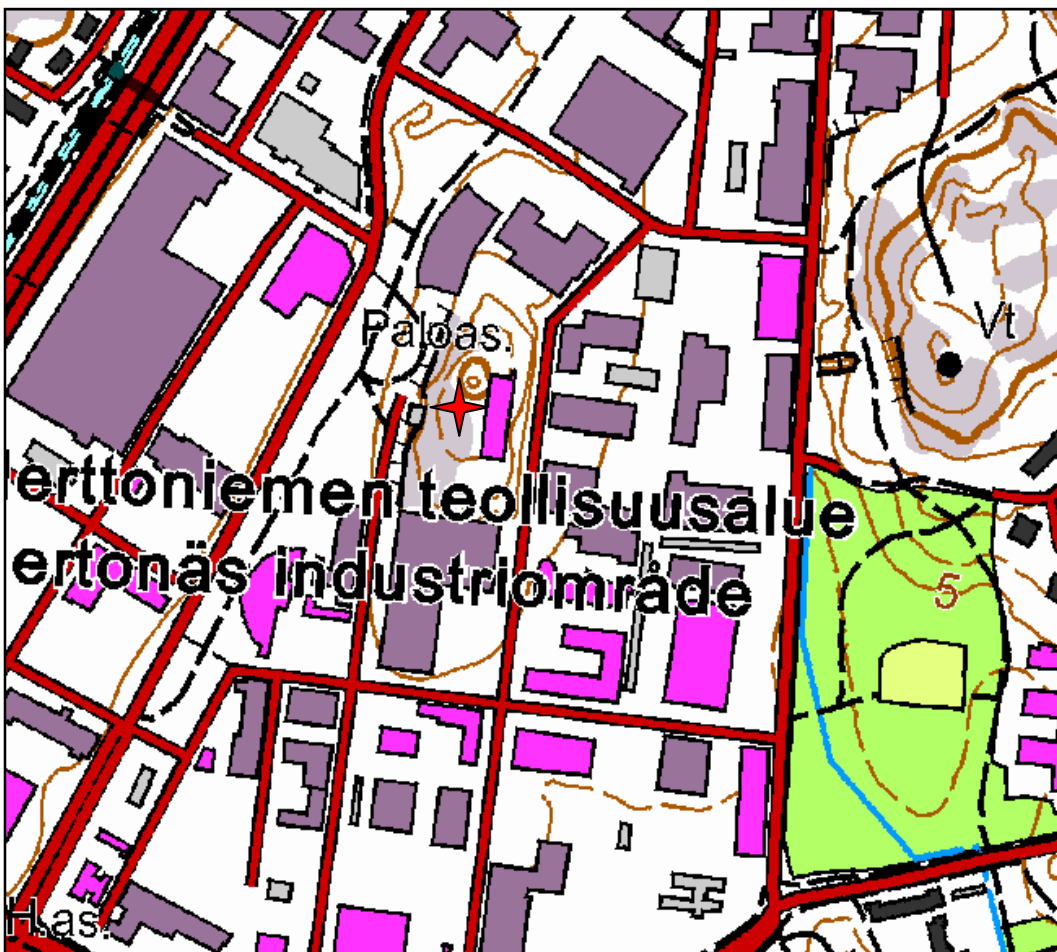 Paloas.
Vt
erttoniemen teollisuusalue
ertonäs industriområde
5
H.as.